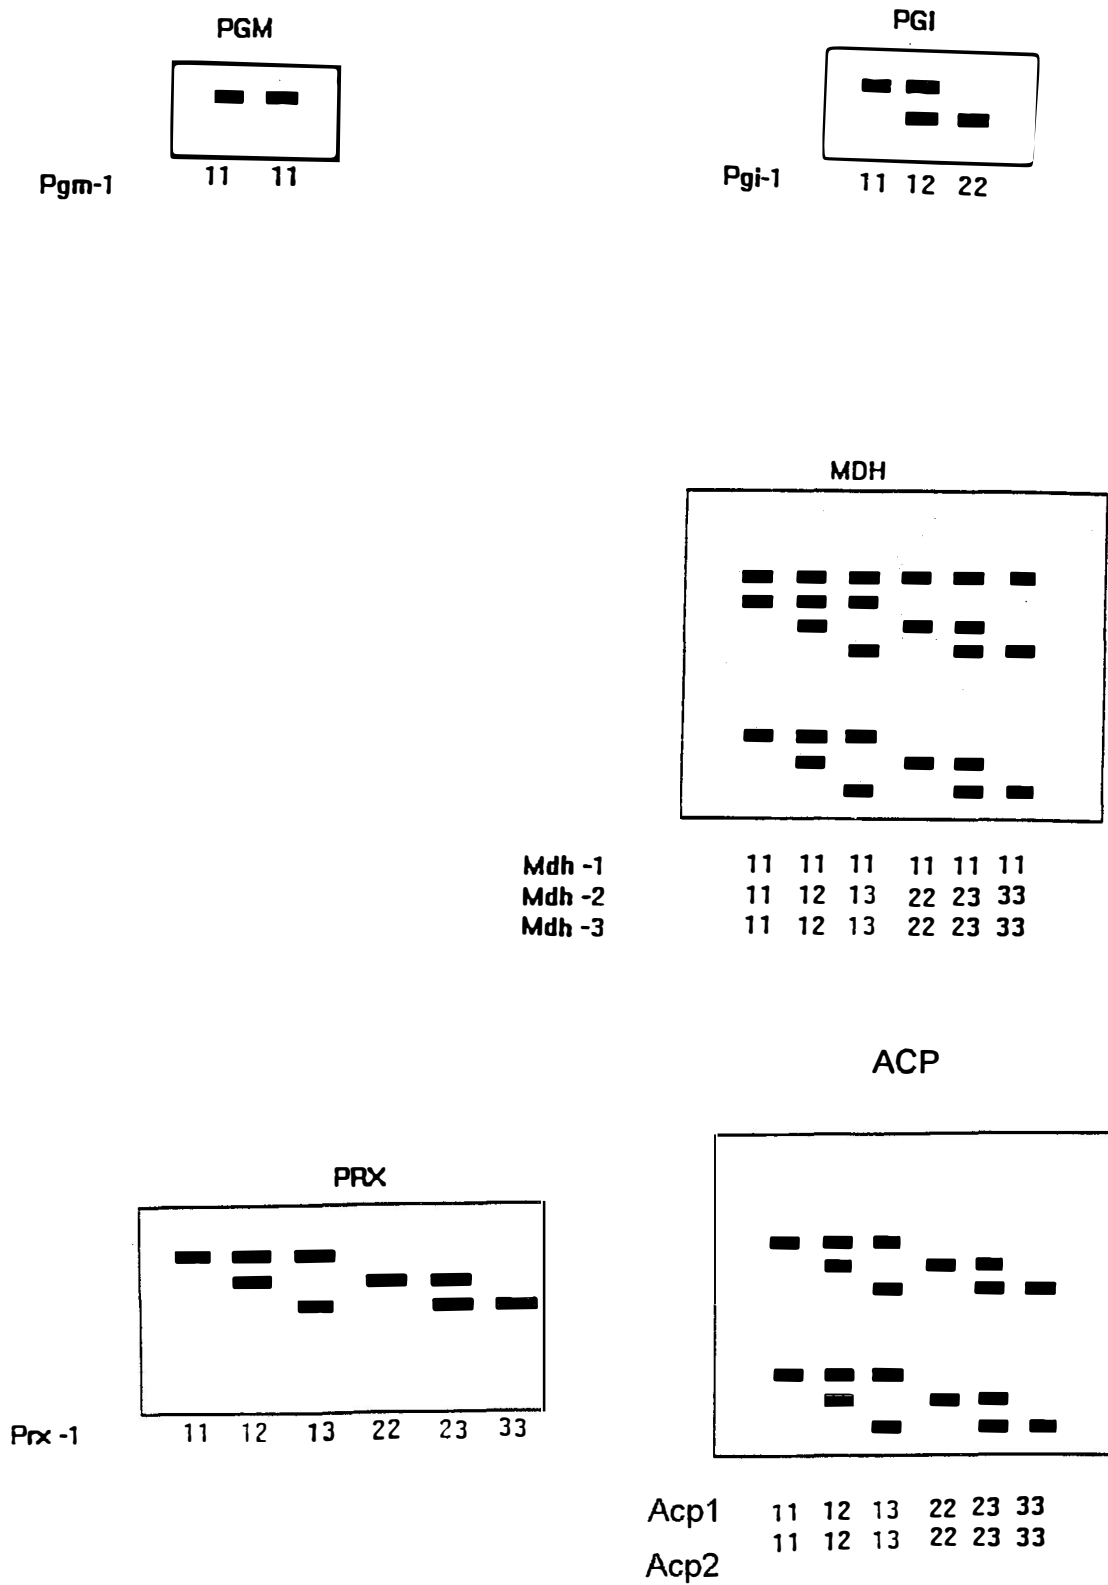 PGM
PGI
Pgm-1 11 11
Pgi-1 11 12 22
MDH
Mdh -1 11 11 11 11 11 11
Mdh -2 11 12 13 22 23 33
Mdh -3 11 12 13 22 23 33
ACP
PRX
Prx -1 11 12 13 22 23 33
Acp1 11 12 13 22 23 33
11 12 13 22 23 33
Acp2